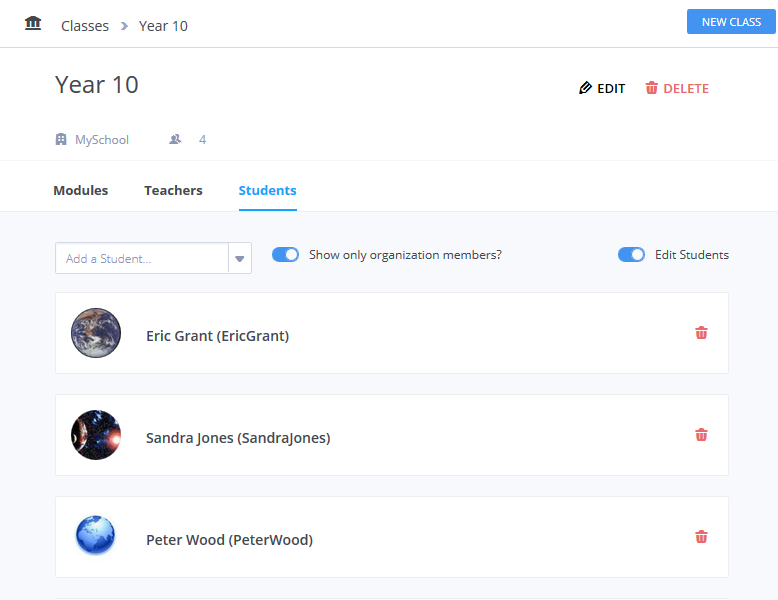 Classes > Year 10
NEW CLASS
Year 10
EDIT DELETE
MySchool 4
Modules Teachers Students
Add a Student... Show only organization members? Edit Students
Eric Grant (EricGrant)
Sandra Jones (SandraJones)
Peter Wood (PeterWood)